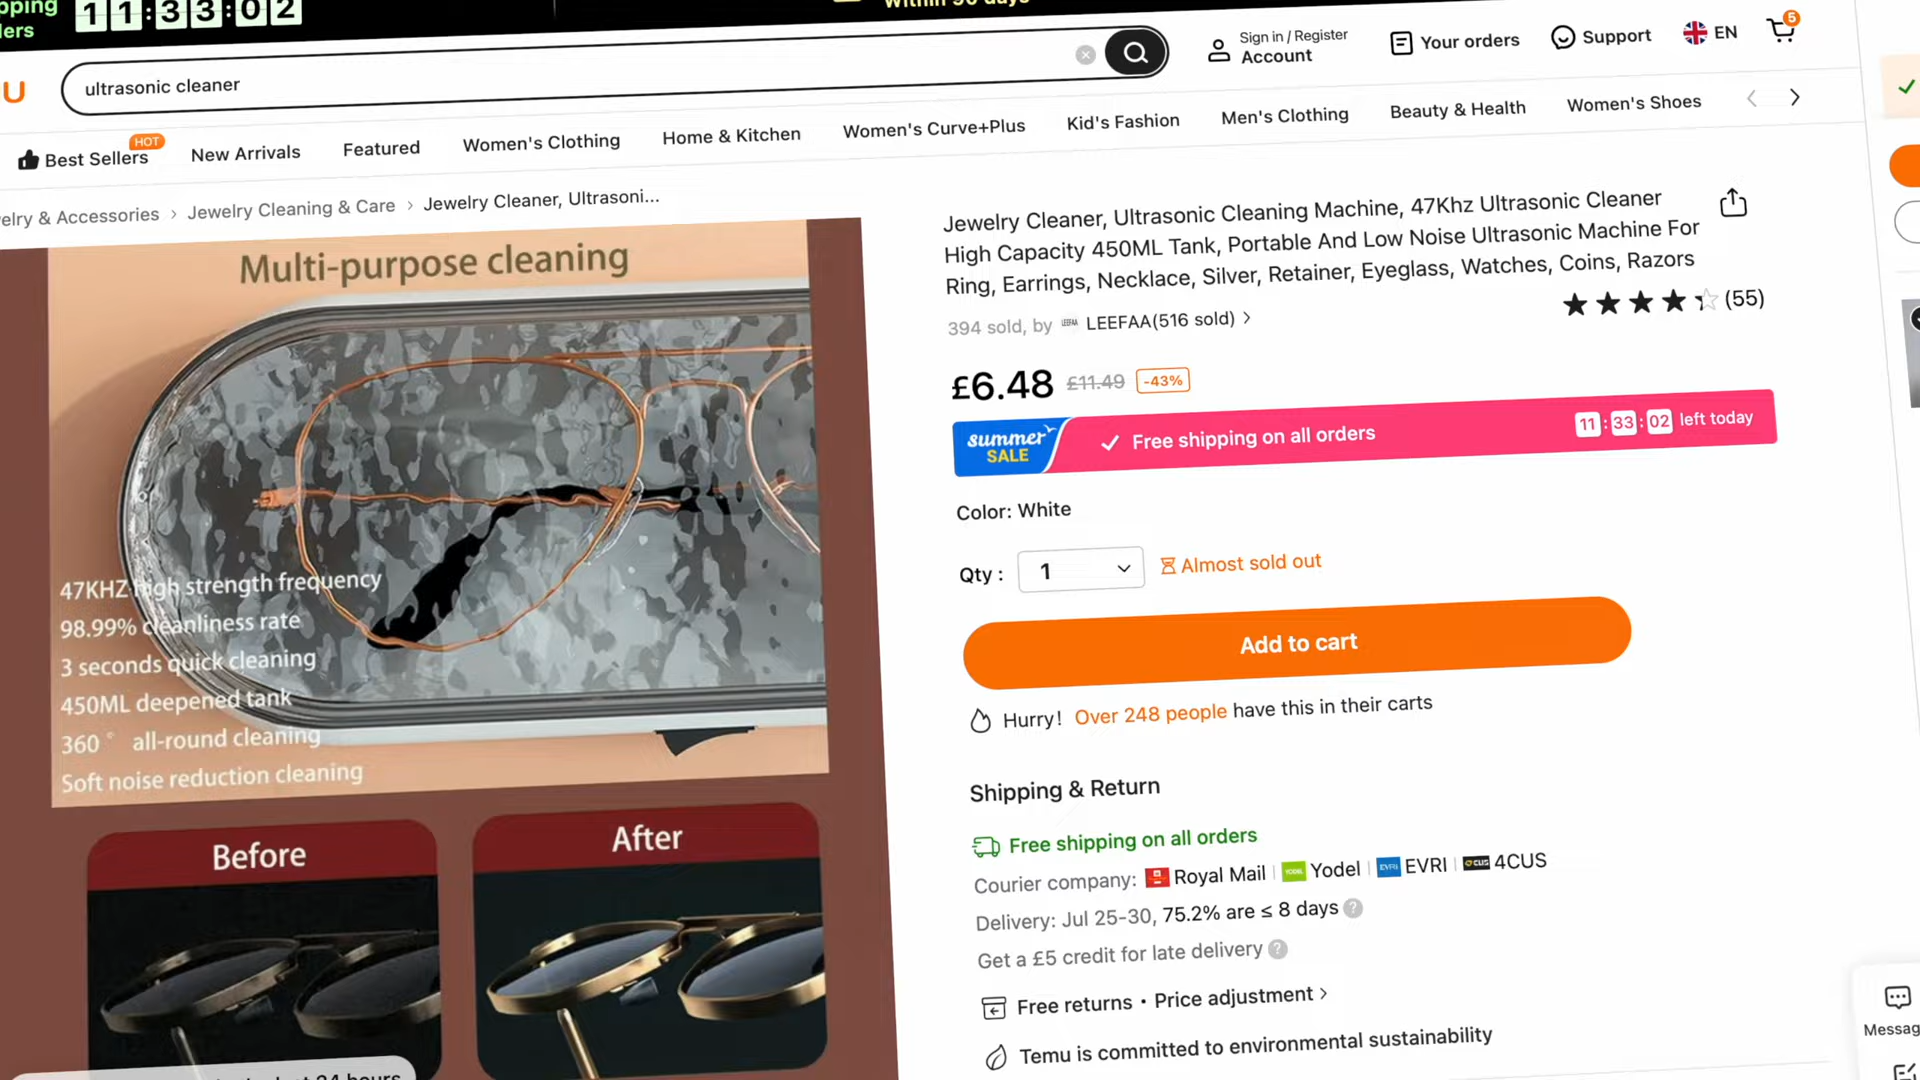 pping
ers
11:33:02
Within 90 days
U
ultrasonic cleaner
Sign in / Register
Account
Your orders
Support
EN
5
HOT
Best Sellers
New Arrivals
Featured
Women's Clothing
Home & Kitchen
Women's Curve+Plus
Kid's Fashion
Men's Clothing
Beauty & Health
Women's Shoes
elry & Accessories › Jewelry Cleaning & Care › Jewelry Cleaner, Ultrasoni...
Multi-purpose cleaning
47KHZ high strength frequency
98.99% cleanliness rate
3 seconds quick cleaning
450ML deepened tank
360 ° all-round cleaning
Soft noise reduction cleaning
Before
After
Jewelry Cleaner, Ultrasonic Cleaning Machine, 47Khz Ultrasonic Cleaner
High Capacity 450ML Tank, Portable And Low Noise Ultrasonic Machine For
Ring, Earrings, Necklace, Silver, Retainer, Eyeglass, Watches, Coins, Razors
394 sold, by LEEFAA LEEFAA(516 sold) ›
(55)
£6.48 £11.49 -43%
summer
SALE
Free shipping on all orders
11:33:02 left today
Color: White
Qty : 1
Almost sold out
Add to cart
Hurry! Over 248 people have this in their carts
Shipping & Return
Free shipping on all orders
Courier company: Royal Mail | YODEL Yodel | EVRi EVRI | 4CUS 4CUS
Delivery: Jul 25-30, 75.2% are ≤ 8 days ?
Get a £5 credit for late delivery ?
Free returns • Price adjustment ›
Temu is committed to environmental sustainability
Messag
24 hours